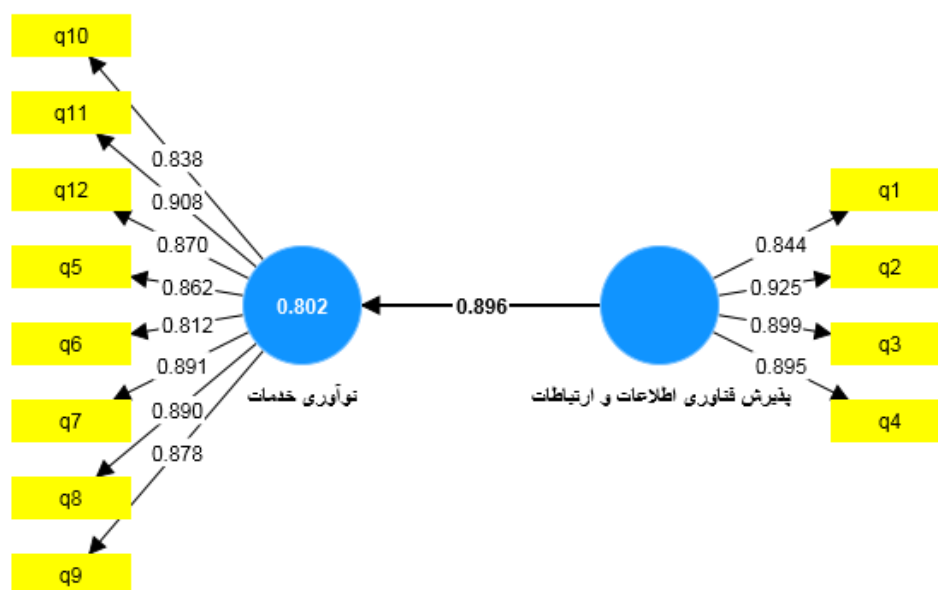 q10
q11
q12
q5
q6
q7
q8
q9
0.838
0.908
0.870
0.862
0.812
0.891
0.890
0.878
0.802
نوآوری خدمات
0.896
پذیرش فناوری اطلاعات و ارتباطات
0.844
0.925
0.899
0.895
q1
q2
q3
q4